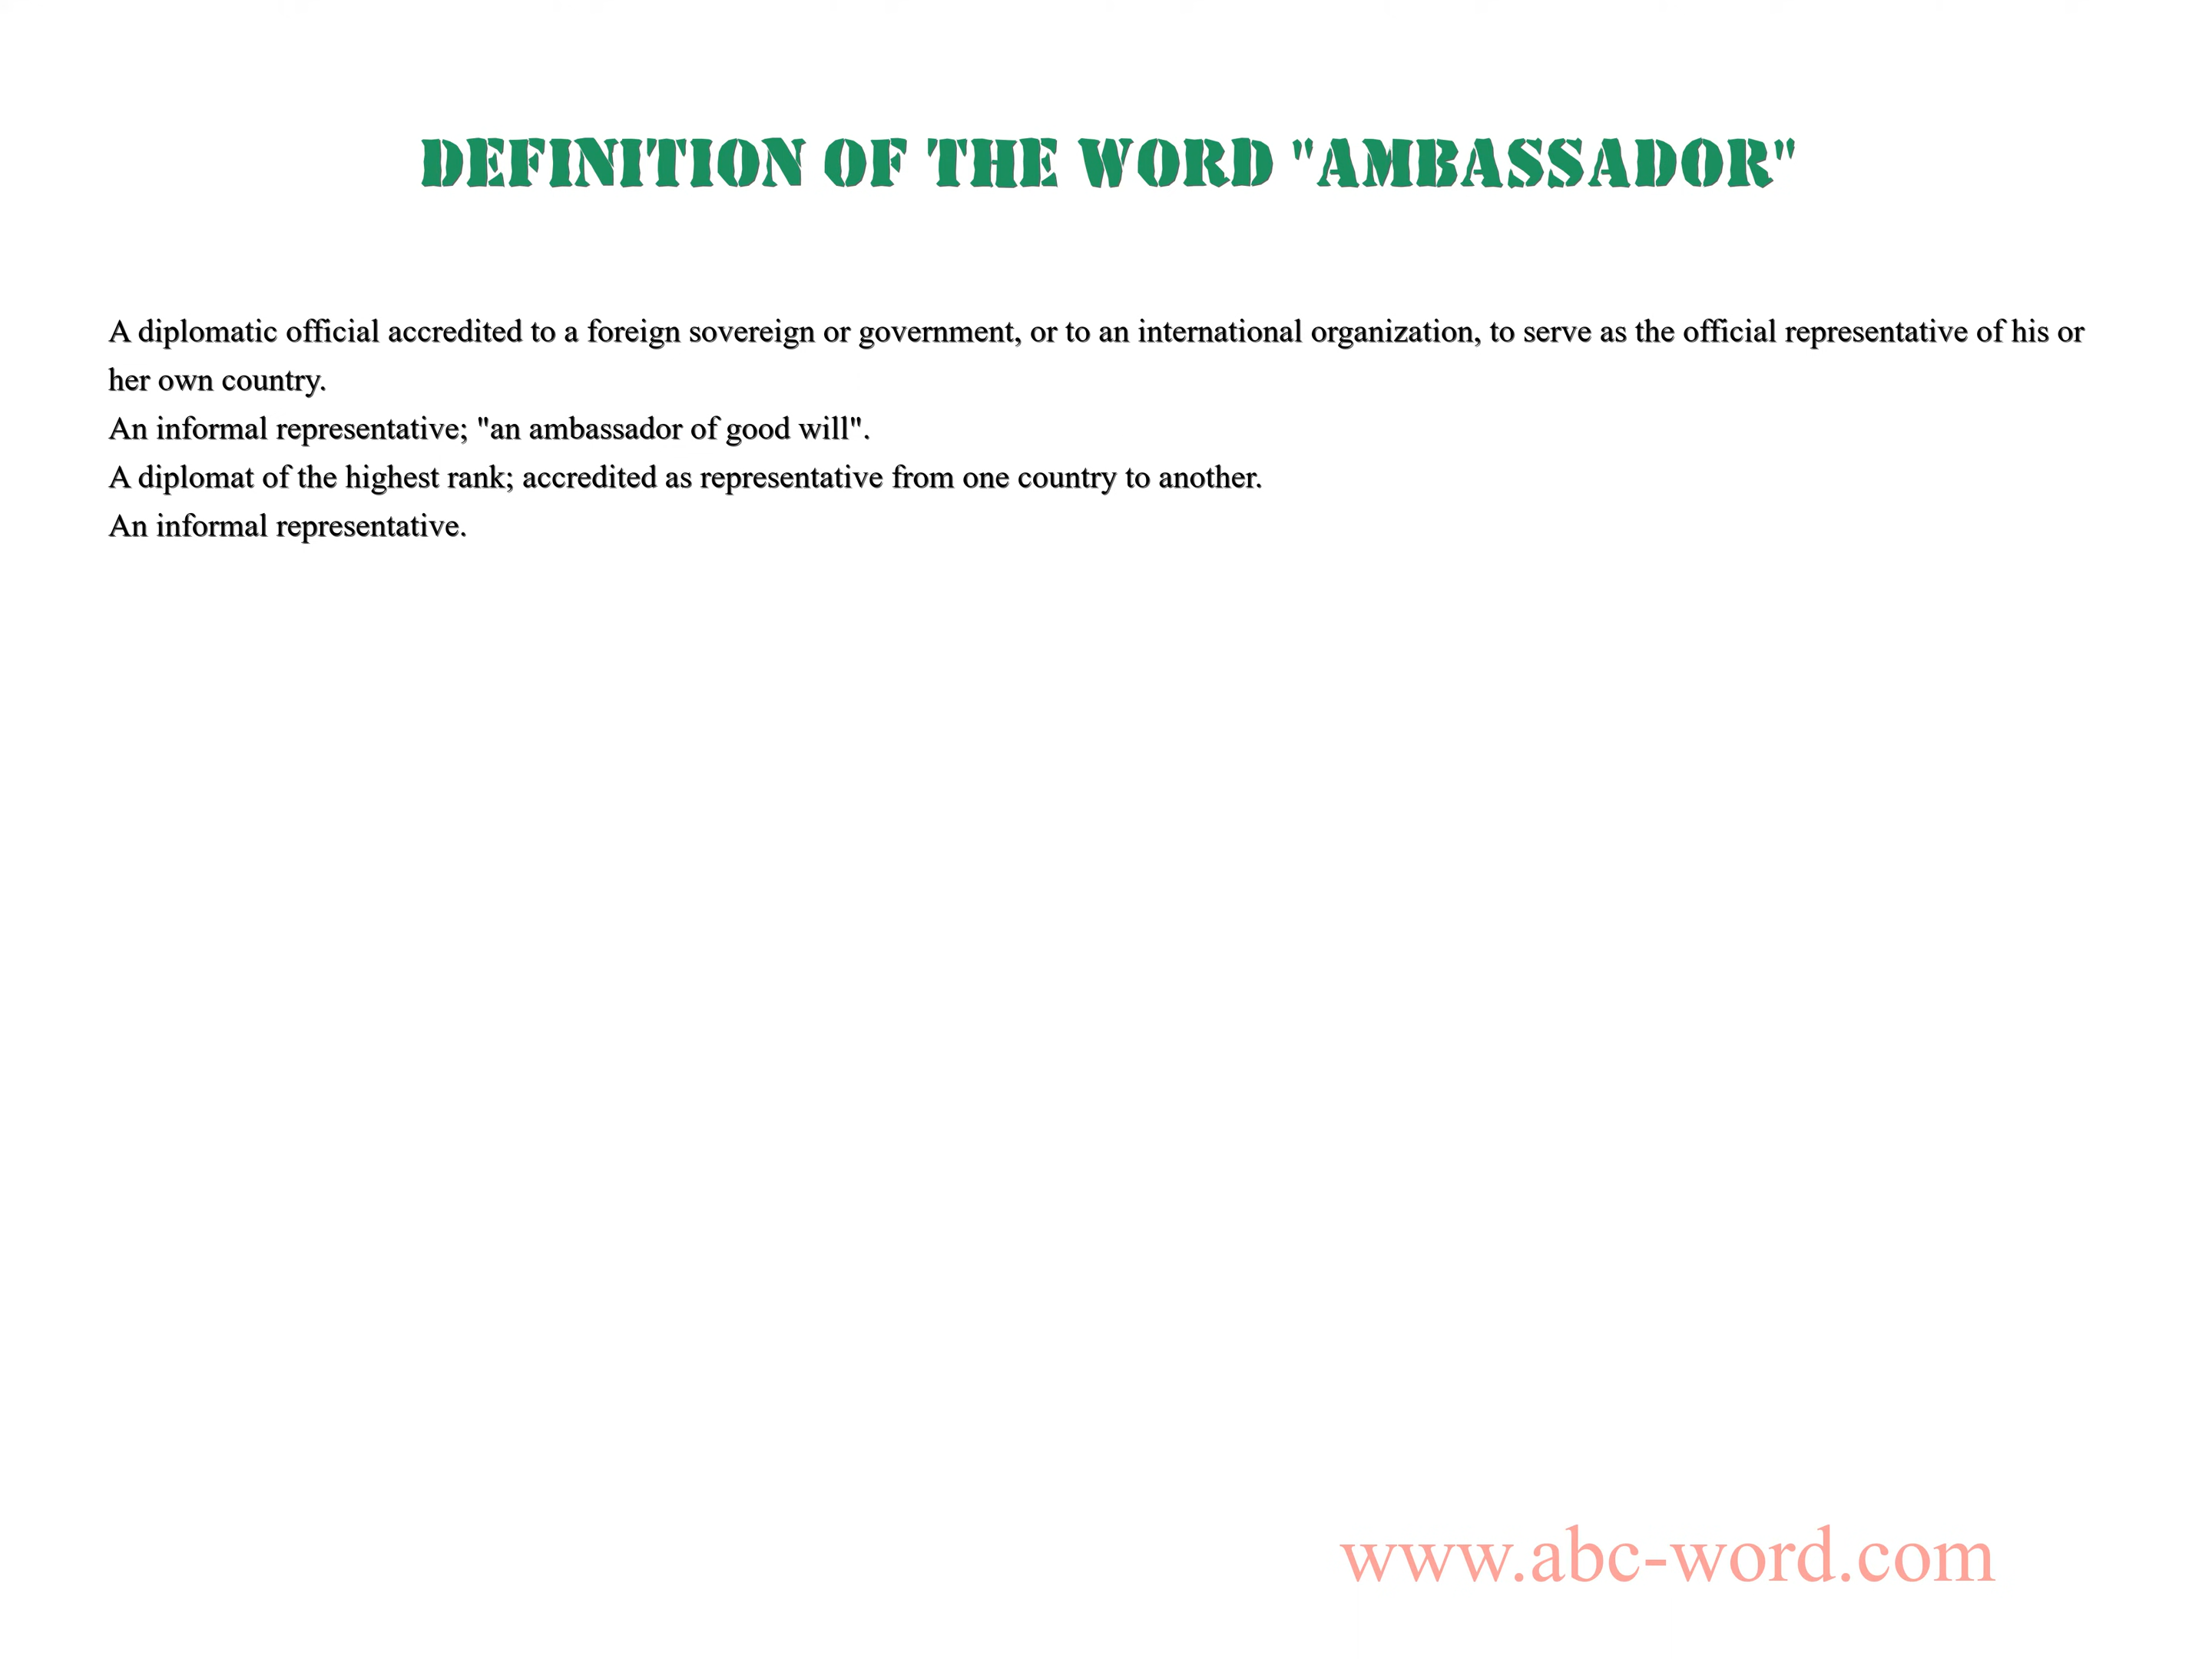 DEFINITION OF THE WORD "AMBASSADOR"
A diplomatic official accredited to a foreign sovereign or government, or to an international organization, to serve as the official representative of his or
her own country.
An informal representative; "an ambassador of good will".
A diplomat of the highest rank; accredited as representative from one country to another.
An informal representative.
www.abc-word.com